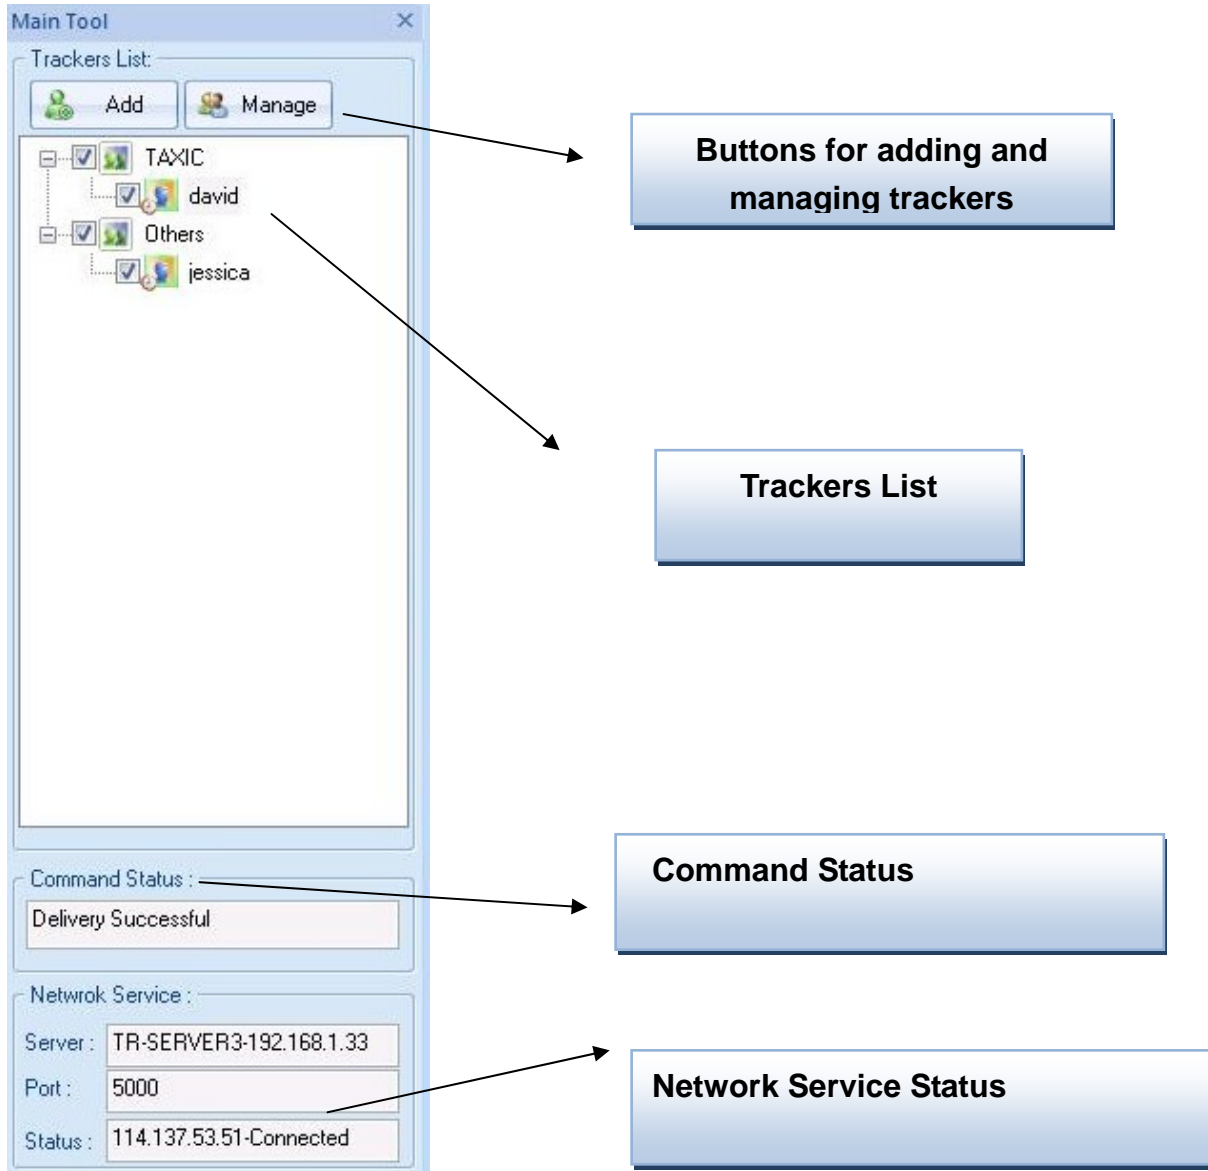 Main Tool
Trackers List:
Add
Manage
TAXIC
david
Others
jessica
Command Status :
Delivery Successful
Netwrok Service :
Server : TR-SERVER3-192.168.1.33
Port : 5000
Status : 114.137.53.51-Connected
Buttons for adding and
managing trackers
Trackers List
Command Status
Network Service Status